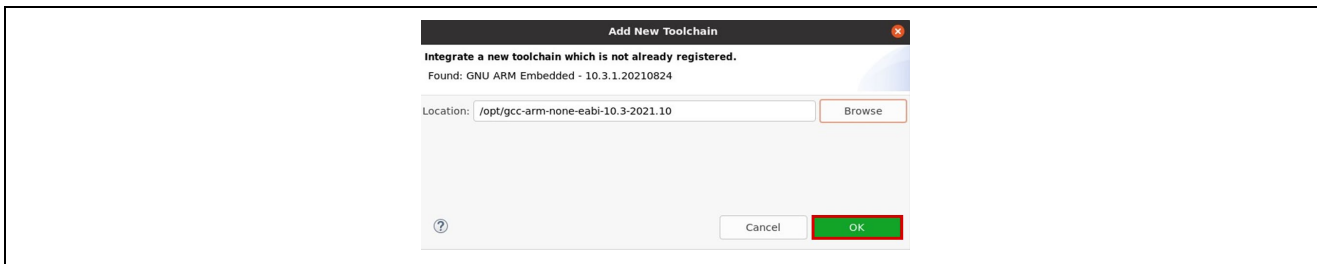 Add New Toolchain
Integrate a new toolchain which is not already registered.
Found: GNU ARM Embedded - 10.3.1.20210824
Location: /opt/gcc-arm-none-eabi-10.3-2021.10 Browse
? Cancel OK